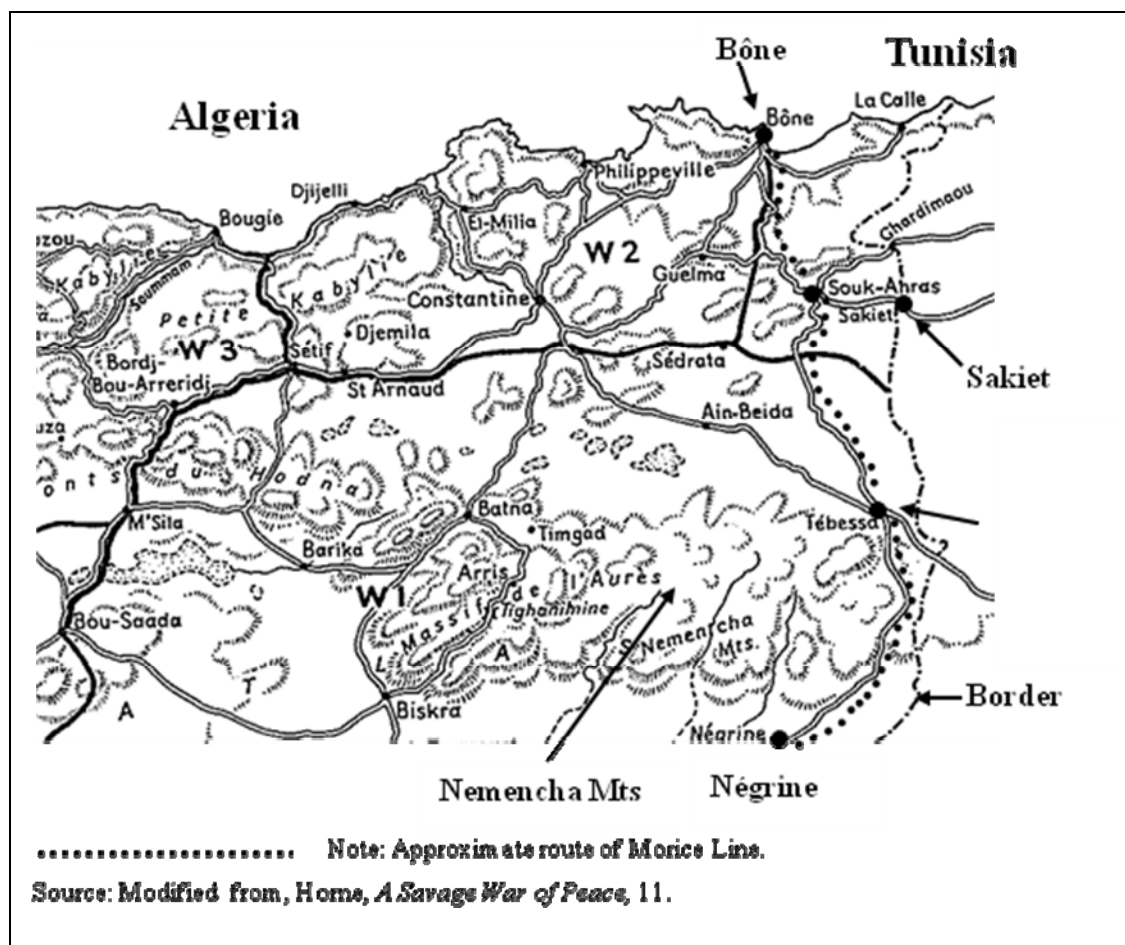 Bône
Tunisia
Algeria
La Calle
Bône
Philippeville
Djijelli
Bougie
El-Milia
Ghardimaou
Kabylie
Soummam
W 2
Guelma
Souk-Ahras
Sakiet
Kabylie
Constantine
Petite
Djemila
W 3
Sétif
Sédrata
Sakiet
Bordj-
Bou-Arreridj
St Arnaud
Ain-Beida
du Hodna
M'Sila
Batna
Timgad
Tébessa
Barika
Arris
W 1
Massif de l'Aurès
Tighanimine
Bou-Saada
Nemencha
Mts.
Biskra
Border
Négrine
Nemencha Mts
Négrine
Note: Approximate route of Morice Line.
Source: Modified from, Horne, A Savage War of Peace, 11.